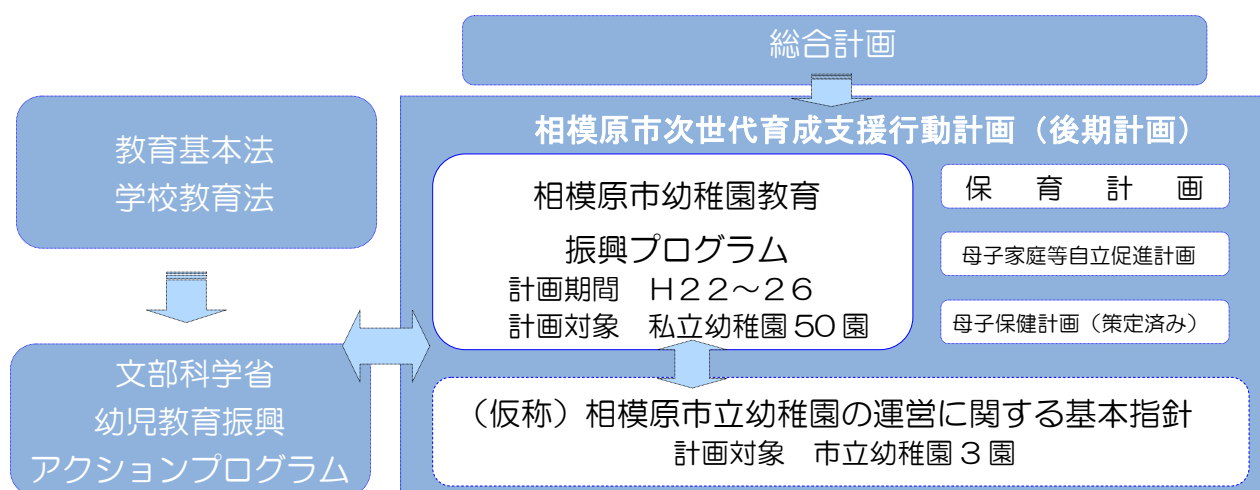 総合計画
教育基本法
学校教育法
文部科学省
幼児教育振興
アクションプログラム
相模原市次世代育成支援行動計画（後期計画）
相模原市幼稚園教育
振興プログラム
計画期間　Ｈ２２～２６
計画対象　私立幼稚園50園
保　育　計　画
母子家庭等自立促進計画
母子保健計画（策定済み）
（仮称）相模原市立幼稚園の運営に関する基本指針
計画対象　市立幼稚園３園